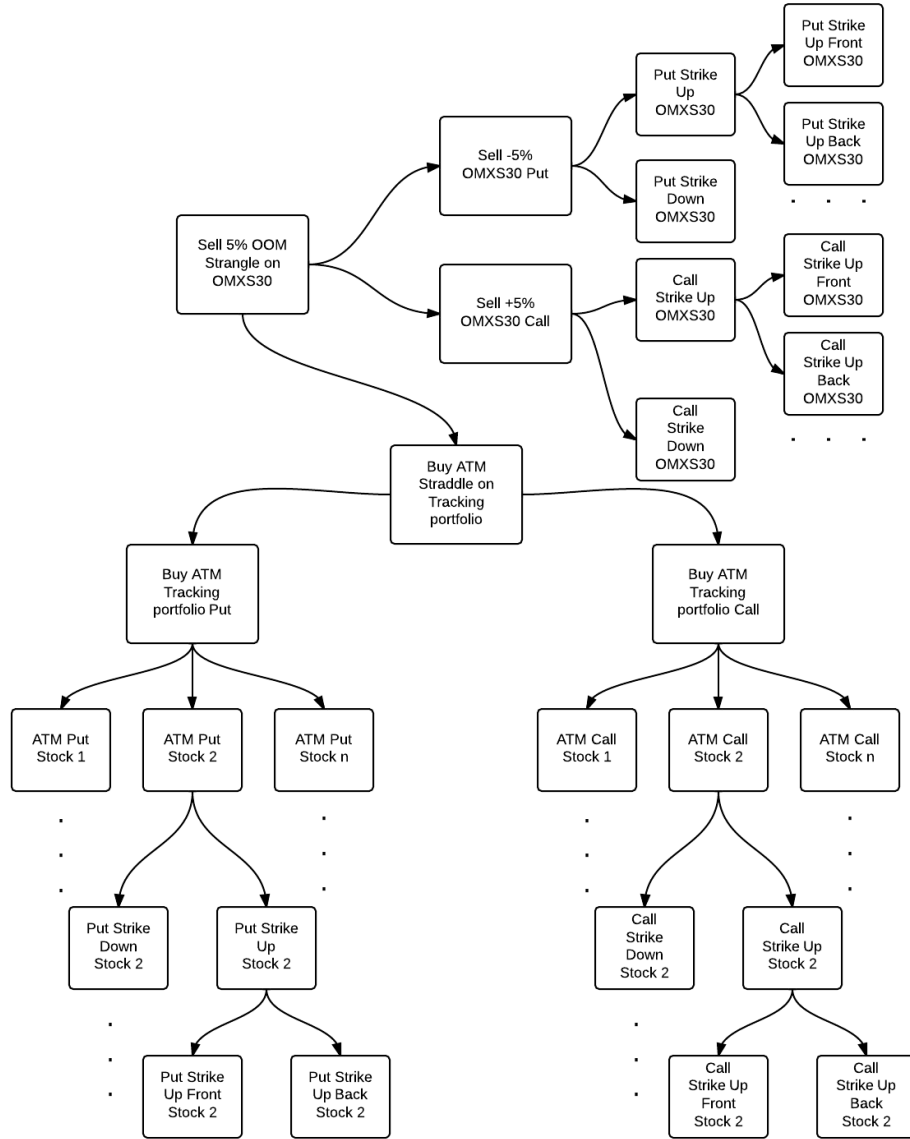 Put Strike
Up Front
OMXS30
Put Strike
Up
OMXS30
Put Strike
Up Back
OMXS30
Sell -5%
OMXS30 Put
Put Strike
Down
OMXS30
. . .
Sell 5% OOM
Strangle on
OMXS30
Call
Strike Up
Front
OMXS30
Sell +5%
OMXS30 Call
Call
Strike Up
OMXS30
Call
Strike Up
Back
OMXS30
Call
Strike
Down
OMXS30
. . .
Buy ATM
Straddle on
Tracking
portfolio
Buy ATM
Tracking
portfolio Put
Buy ATM
Tracking
portfolio Call
ATM Put
Stock 1
ATM Put
Stock 2
ATM Put
Stock n
ATM Call
Stock 1
ATM Call
Stock 2
ATM Call
Stock n
Put Strike
Down
Stock 2
Put Strike
Up
Stock 2
Call
Strike
Down
Stock 2
Call
Strike Up
Stock 2
Put Strike
Up Front
Stock 2
Put Strike
Up Back
Stock 2
Call
Strike Up
Front
Stock 2
Call
Strike Up
Back
Stock 2